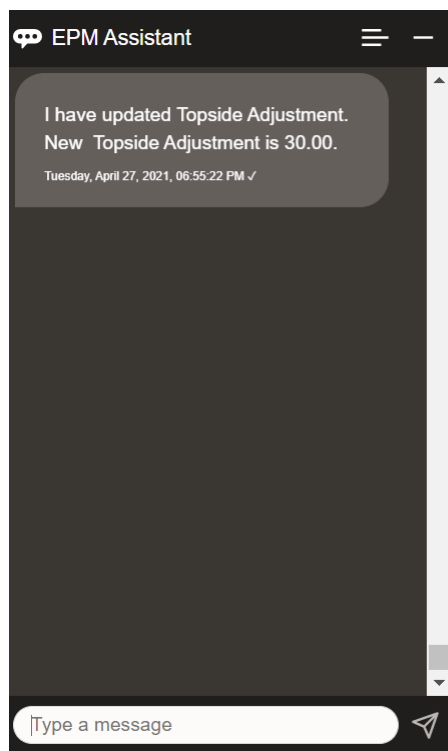 EPM Assistant
I have updated Topside Adjustment.
New  Topside Adjustment is 30.00.
Tuesday, April 27, 2021, 06:55:22 PM ✓
Type a message